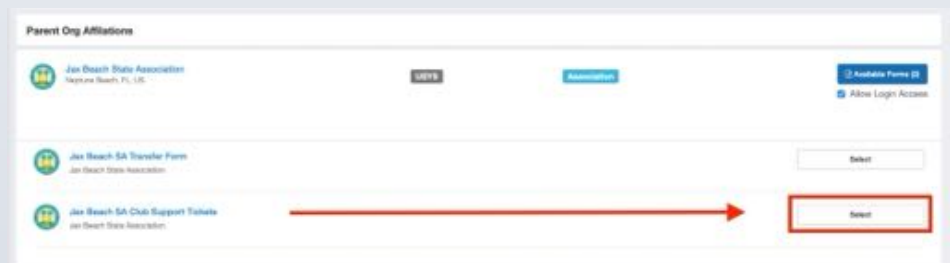 Parent Org Affiliations
Jax Beach State Association
Neptune Beach, FL, US
USYS
Association
Available Forms (2)
Allow Login Access
Jax Beach SA Transfer Form
Jax Beach State Association
Select
Jax Beach SA Club Support Tickets
Jax Beach State Association
Select